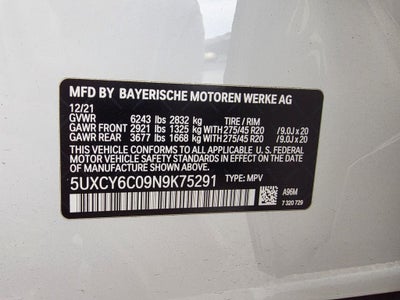 MFD BY BAYERISCHE MOTOREN WERKE AG
12/21
GVWR 6243 lbs 2832 kg TIRE / RIM
GAWR FRONT 2921 lbs 1325 kg WITH 275/45 R20 /9.0J x 20
GAWR REAR 3677 lbs 1668 kg WITH 275/45 R20 /9.0J x 20
THIS VEHICLE CONFORMS TO ALL APPLICABLE U.S. FEDERAL
MOTOR VEHICLE SAFETY STANDARDS IN EFFECT ON THE DATE
OF MANUFACTURE SHOWN ABOVE.
5UXCY6C09N9K75291 TYPE: MPV
A96M
7 320 729